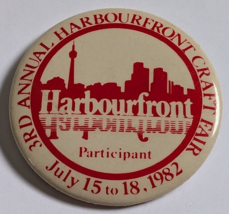 3RD ANNUAL HARBOURFRONT CRAFT FAIR
Harbourfront
Participant
July 15 to 18, 1982